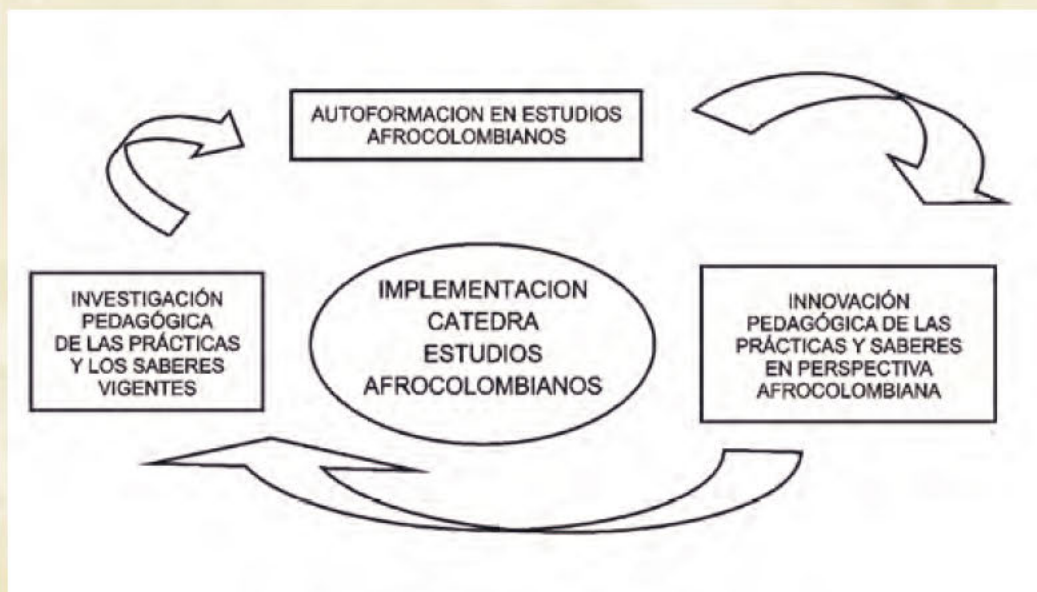 AUTOFORMACION EN ESTUDIOS
AFROCOLOMBIANOS
INVESTIGACIÓN
PEDAGÓGICA
DE LAS PRÁCTICAS
Y LOS SABERES
VIGENTES
IMPLEMENTACION
CATEDRA
ESTUDIOS
AFROCOLOMBIANOS
INNOVACIÓN
PEDAGÓGICA DE LAS
PRÁCTICAS Y SABERES
EN PERSPECTIVA
AFROCOLOMBIANA